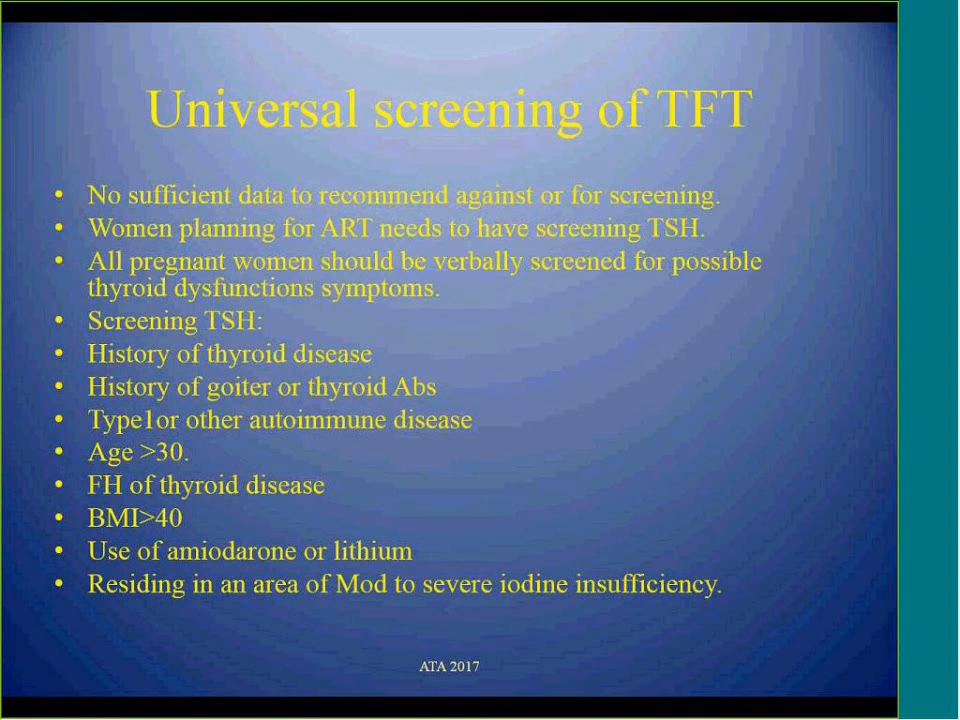 Universal screening of TFT
• No sufficient data to recommend against or for screening.
• Women planning for ART needs to have screening TSH.
• All pregnant women should be verbally screened for possible
thyroid dysfunctions symptoms.
• Screening TSH:
• History of thyroid disease
• History of goiter or thyroid Abs
• Type1or other autoimmune disease
• Age >30.
• FH of thyroid disease
• BMI>40
• Use of amiodarone or lithium
• Residing in an area of Mod to severe iodine insufficiency.
ATA 2017